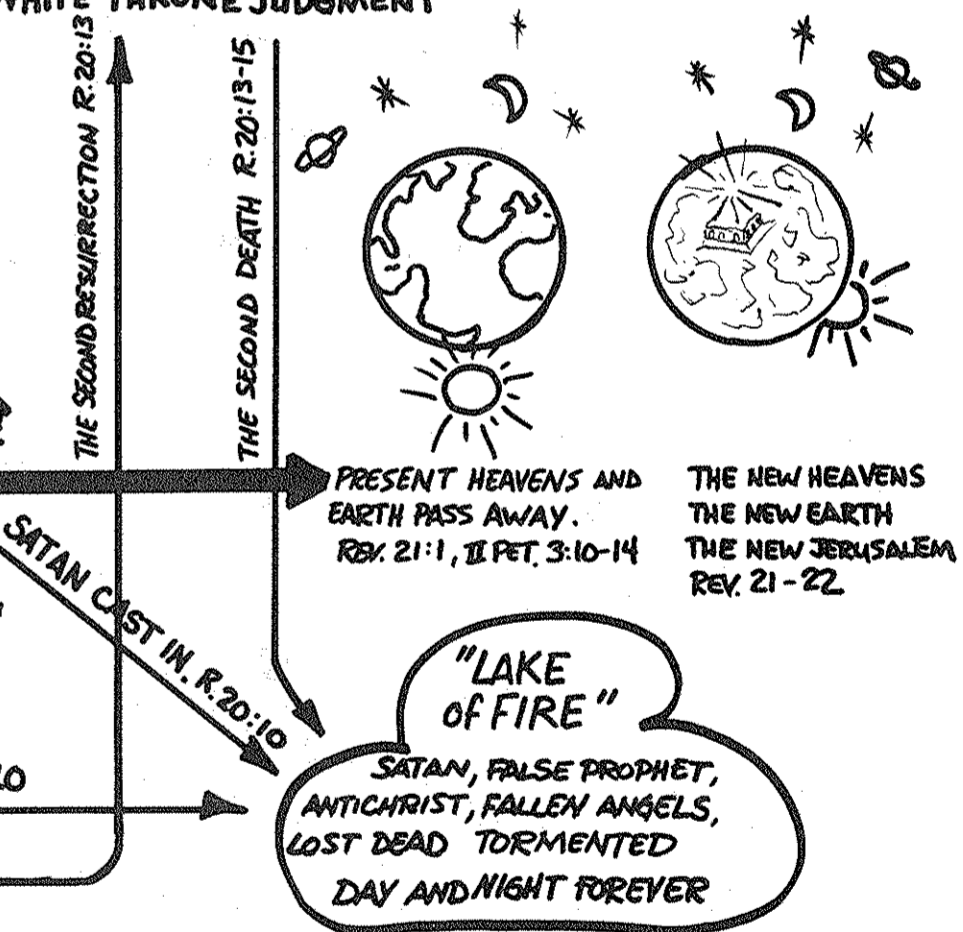 WHITE THRONE JUDGMENT
THE SECOND RESURRECTION R.20:13
THE SECOND DEATH R.20:13-15
PRESENT HEAVENS AND
EARTH PASS AWAY.
REV. 21:1, II PET. 3:10-14
THE NEW HEAVENS
THE NEW EARTH
THE NEW JERUSALEM
REV. 21-22
SATAN CAST IN. R.20:10
"LAKE
of FIRE"
SATAN, FALSE PROPHET,
ANTICHRIST, FALLEN ANGELS,
LOST DEAD TORMENTED
DAY AND NIGHT FOREVER